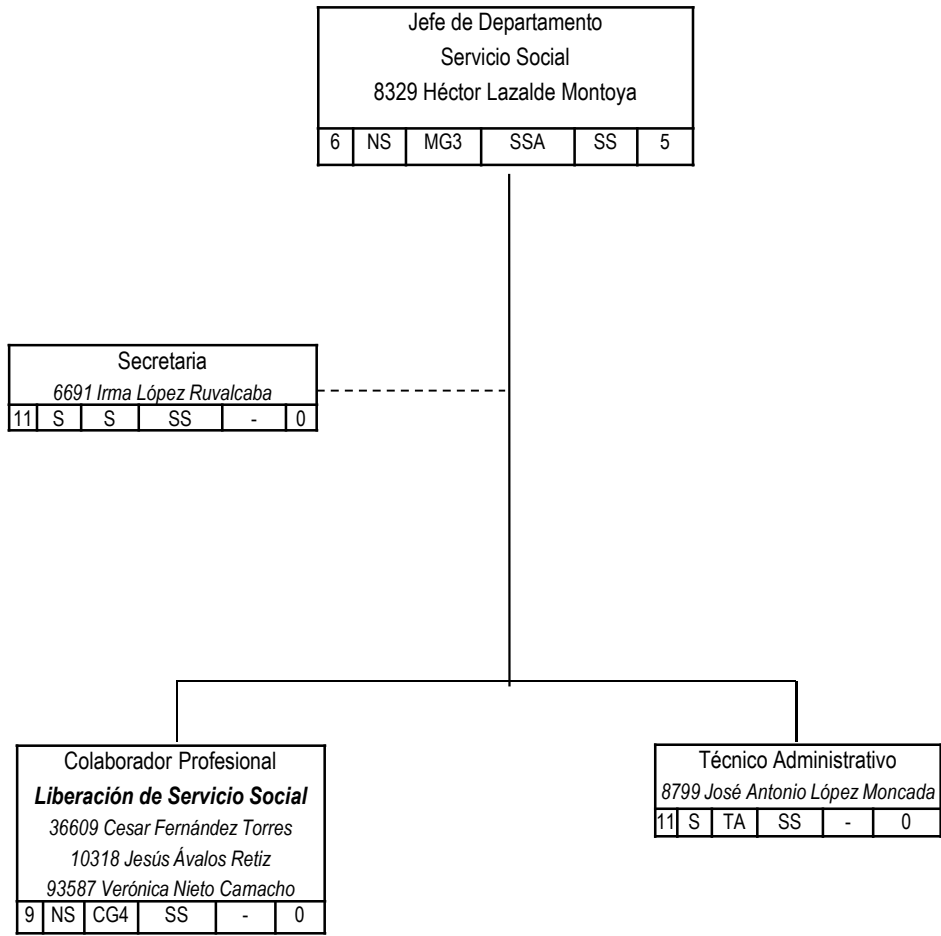 Jefe de Departamento
Servicio Social
8329 Héctor Lazalde Montoya
6 NS MG3 SSA SS 5
Secretaria
6691 Irma López Ruvalcaba
11 S S SS - 0
Colaborador Profesional
Liberación de Servicio Social
36609 Cesar Fernández Torres
10318 Jesús Ávalos Retiz
93587 Verónica Nieto Camacho
9 NS CG4 SS - 0
Técnico Administrativo
8799 José Antonio López Moncada
11 S TA SS - 0